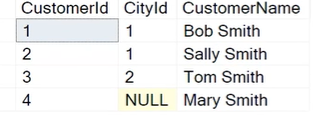 CustomerId CityId CustomerName
1 1 Bob Smith
2 1 Sally Smith
3 2 Tom Smith
4 NULL Mary Smith